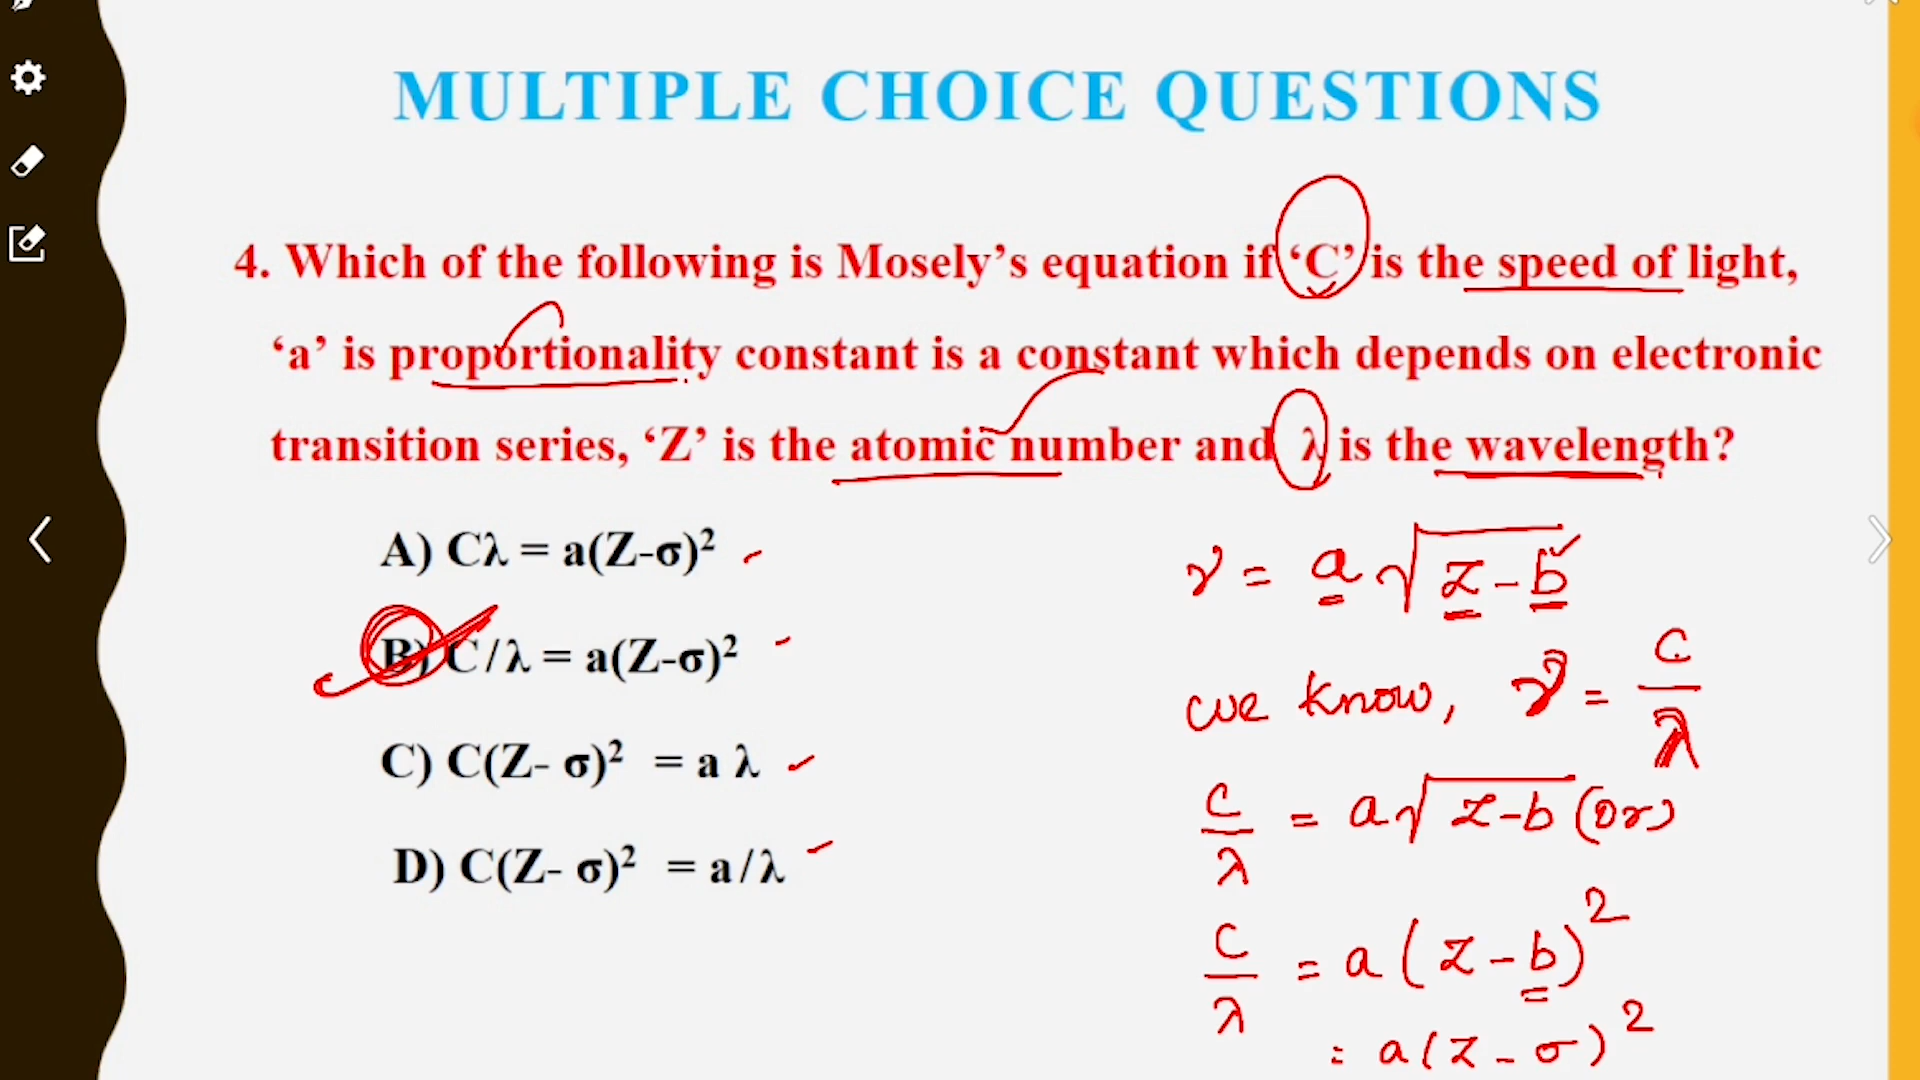 MULTIPLE CHOICE QUESTIONS
4. Which of the following is Mosely’s equation if ‘C’ is the speed of light,
‘a’ is proportionality constant is a constant which depends on electronic
transition series, ‘Z’ is the atomic number and λ is the wavelength?
A) Cλ = a(Z-σ)²
B) C/λ = a(Z-σ)²
C) C(Z- σ)² = a λ
D) C(Z- σ)² = a/λ
ν = a √(z-b)
we know, ν = c/λ
c/λ = a√(z-b) (or)
c/λ = a(z-b)²
= a(z-σ)²